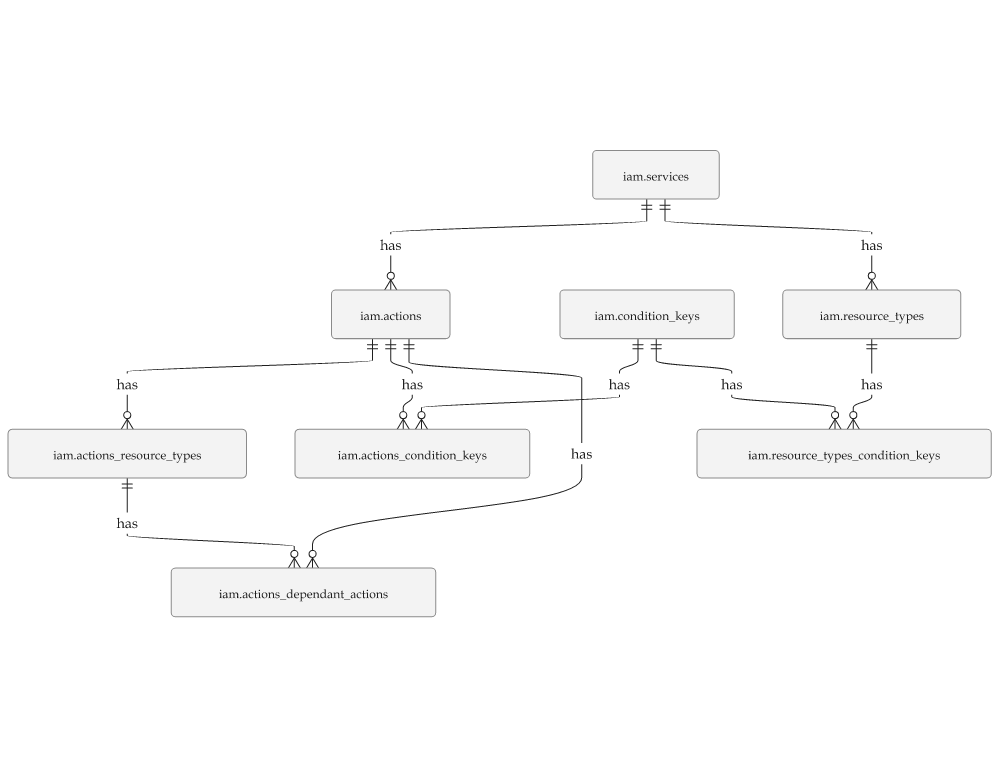 iam.services
has
has
iam.actions
iam.condition_keys
iam.resource_types
has
has
has
has
has
iam.actions_resource_types
iam.actions_condition_keys
has
iam.resource_types_condition_keys
has
iam.actions_dependant_actions